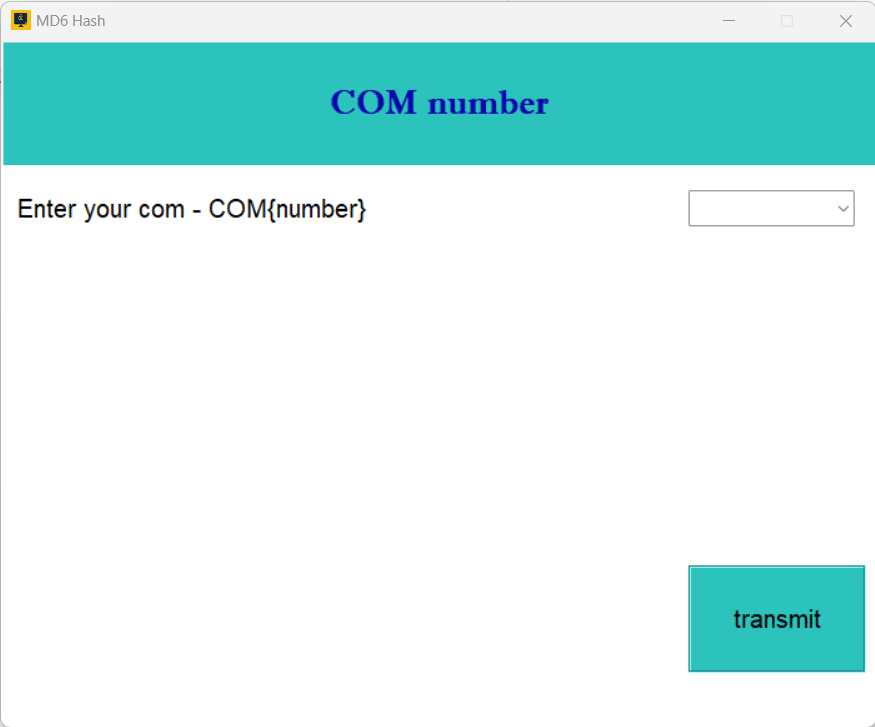 MD6 Hash
COM number
Enter your com - COM{number}
transmit